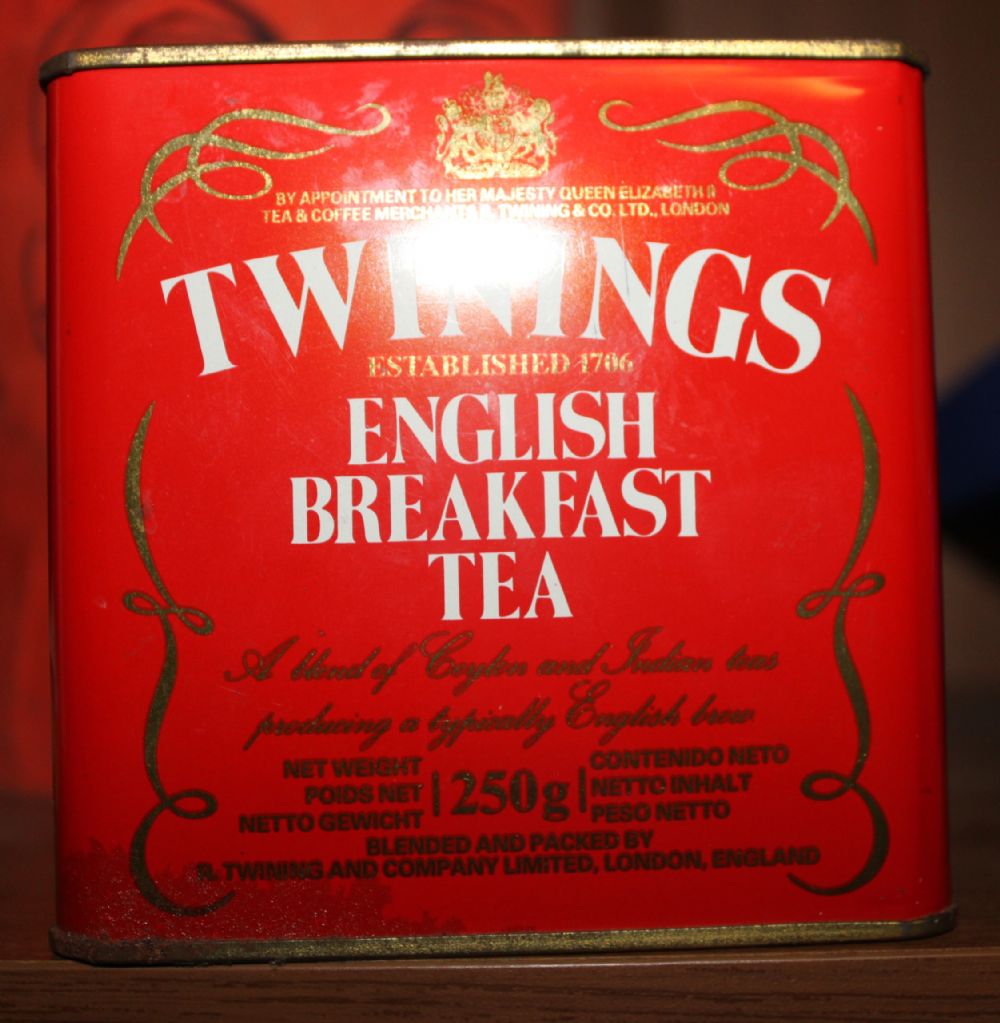 BY APPOINTMENT TO HER MAJESTY QUEEN ELIZABETH II
TEA & COFFEE MERCHANTS R. TWINING & CO. LTD., LONDON
TWININGS
ESTABLISHED 1706
ENGLISH
BREAKFAST
TEA
A blend of Ceylon and Indian teas
producing a typically English brew
NET WEIGHT
POIDS NET
NETTO GEWICHT
250g
CONTENIDO NETO
NETTO INHALT
PESO NETTO
BLENDED AND PACKED BY
R. TWINING AND COMPANY LIMITED, LONDON, ENGLAND